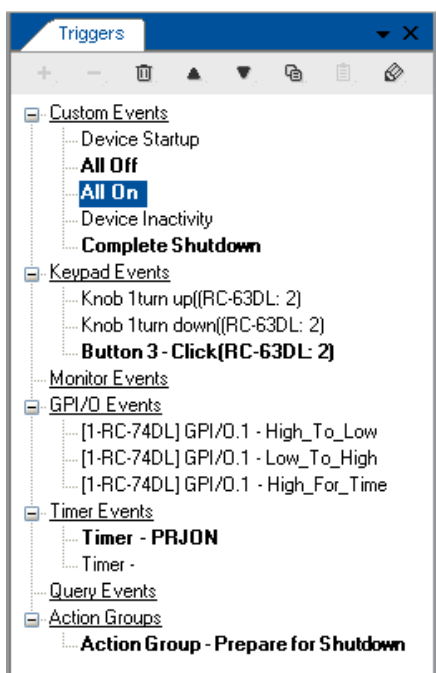 Triggers
Custom Events
Device Startup
All Off
All On
Device Inactivity
Complete Shutdown
Keypad Events
Knob 1turn up((RC-63DL: 2)
Knob 1turn down((RC-63DL: 2)
Button 3 - Click(RC-63DL: 2)
Monitor Events
GPI/O Events
[1-RC-74DL] GPI/O.1 - High_To_Low
[1-RC-74DL] GPI/O.1 - Low_To_High
[1-RC-74DL] GPI/O.1 - High_For_Time
Timer Events
Timer - PRJON
Timer -
Query Events
Action Groups
Action Group - Prepare for Shutdown